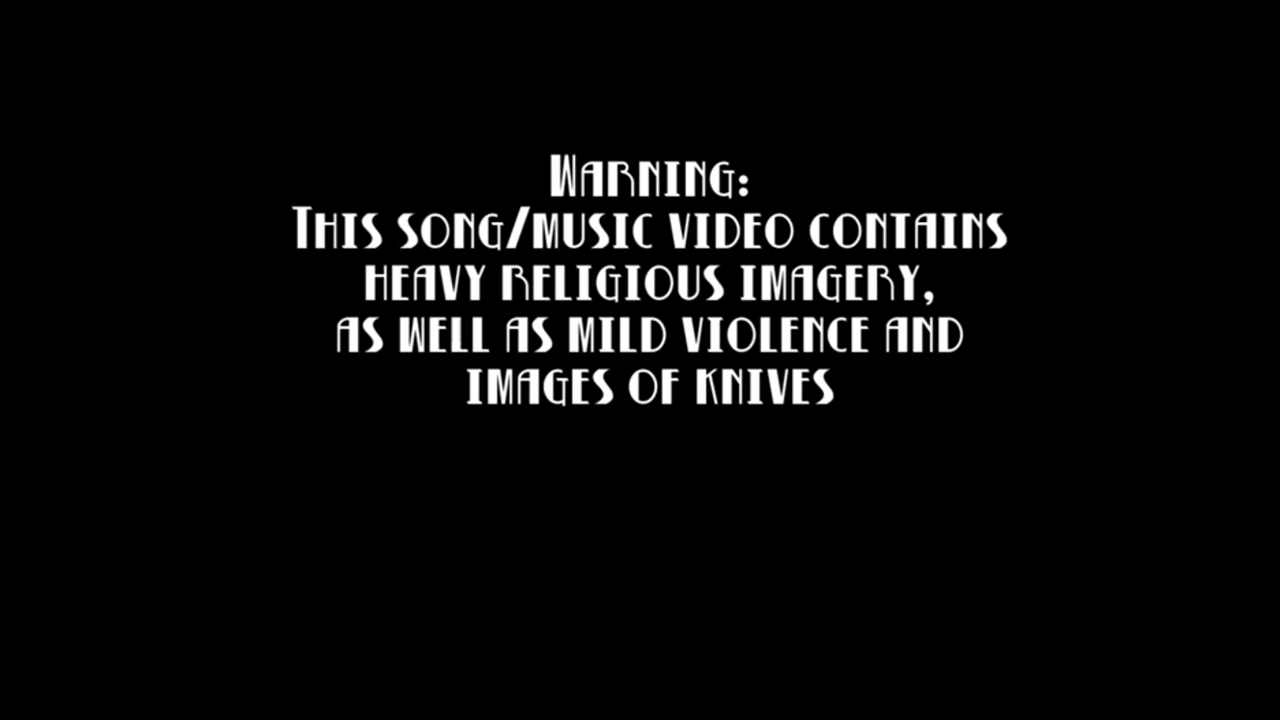 Warning:
This song/music video contains
heavy religious imagery,
as well as mild violence and
images of knives